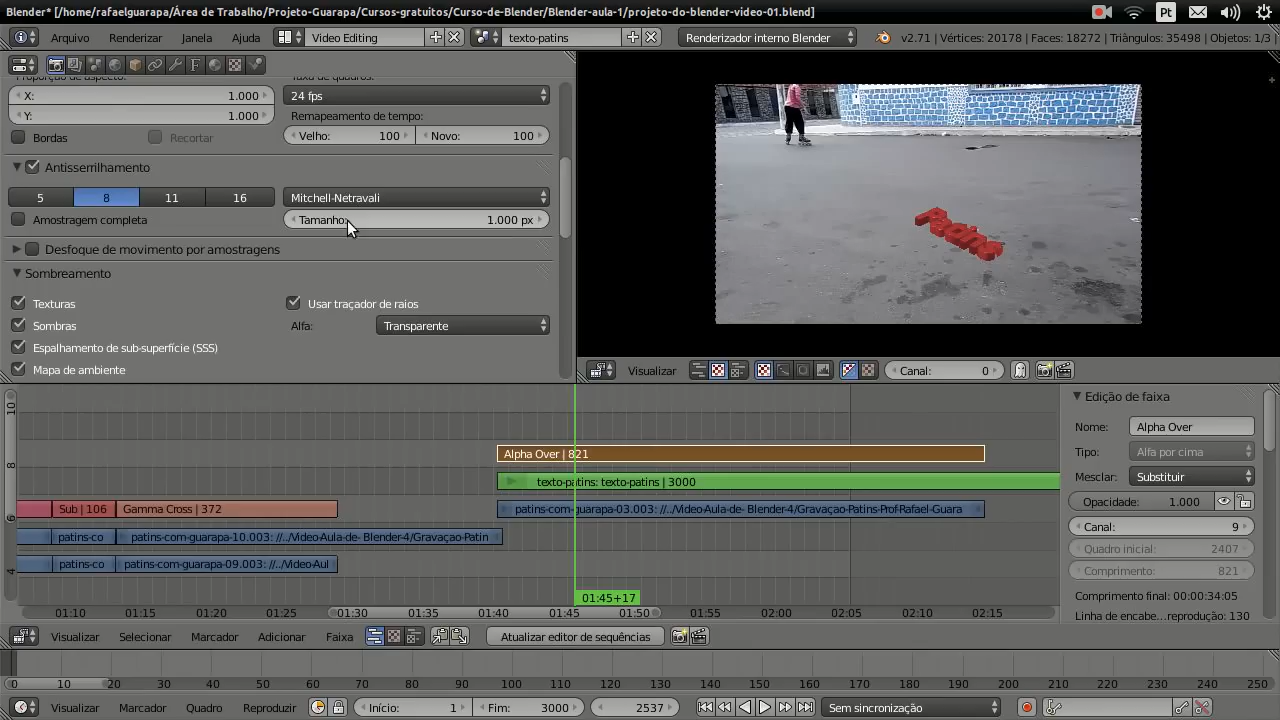 Blender* [/home/rafaelguarapa/Área de Trabalho/Projeto-Guarapa/Cursos-gratuitos/Curso-de-Blender/Blender-aula-1/projeto-do-blender-video-01.blend]
Pt
Arquivo Renderizar Janela Ajuda Video Editing texto-patins Renderizador interno Blender v2.71 | Vértices: 20178 | Faces: 18272 | Triângulos: 35498 | Objetos: 1/3 |
Proporção de aspecto: Taxa de quadros:
X: 1.000 24 fps
Y: 1.000 Remapeamento de tempo:
Bordas Recortar Velho: 100 Novo: 100
Antisserrilhamento
5 8 11 16 Mitchell-Netravali
Amostragem completa Tamanho: 1.000 px
Desfoque de movimento por amostragens
Sombreamento
Texturas Usar traçador de raios
Sombras Alfa: Transparente
Espalhamento de sub-superfície (SSS)
Mapa de ambiente
Patins
Visualizar Canal: 0
10
8
6
4
Alpha Over | 821
texto-patins: texto-patins | 3000
Sub | 106 Gamma Cross | 372 patins-com-guarapa-03.003: //../Video-Aula-de- Blender-4/Gravaçao-Patins-Prof-Rafael-Guara
patins-co patins-com-guarapa-10.003: //../Video-Aula-de- Blender-4/Gravaçao-Patin
patins-co patins-com-guarapa-09.003: //../Video-Aul
01:45+17
01:10 01:15 01:20 01:25 01:30 01:35 01:40 01:45 01:50 01:55 02:00 02:05 02:10 02:15
Edição de faixa
Nome: Alpha Over
Tipo: Alfa por cima
Mesclar: Substituir
Opacidade: 1.000
Canal: 9
Quadro inicial: 2407
Comprimento: 821
Comprimento final: 00:00:34:05
Linha de encabe...reprodução: 130
Visualizar Selecionar Marcador Adicionar Faixa Atualizar editor de sequências
0 10 20 30 40 50 60 70 80 90 100 110 120 130 140 150 160 170 180 190 200 210 220 230 240 250
Visualizar Marcador Quadro Reproduzir Início: 1 Fim: 3000 2537 Sem sincronização